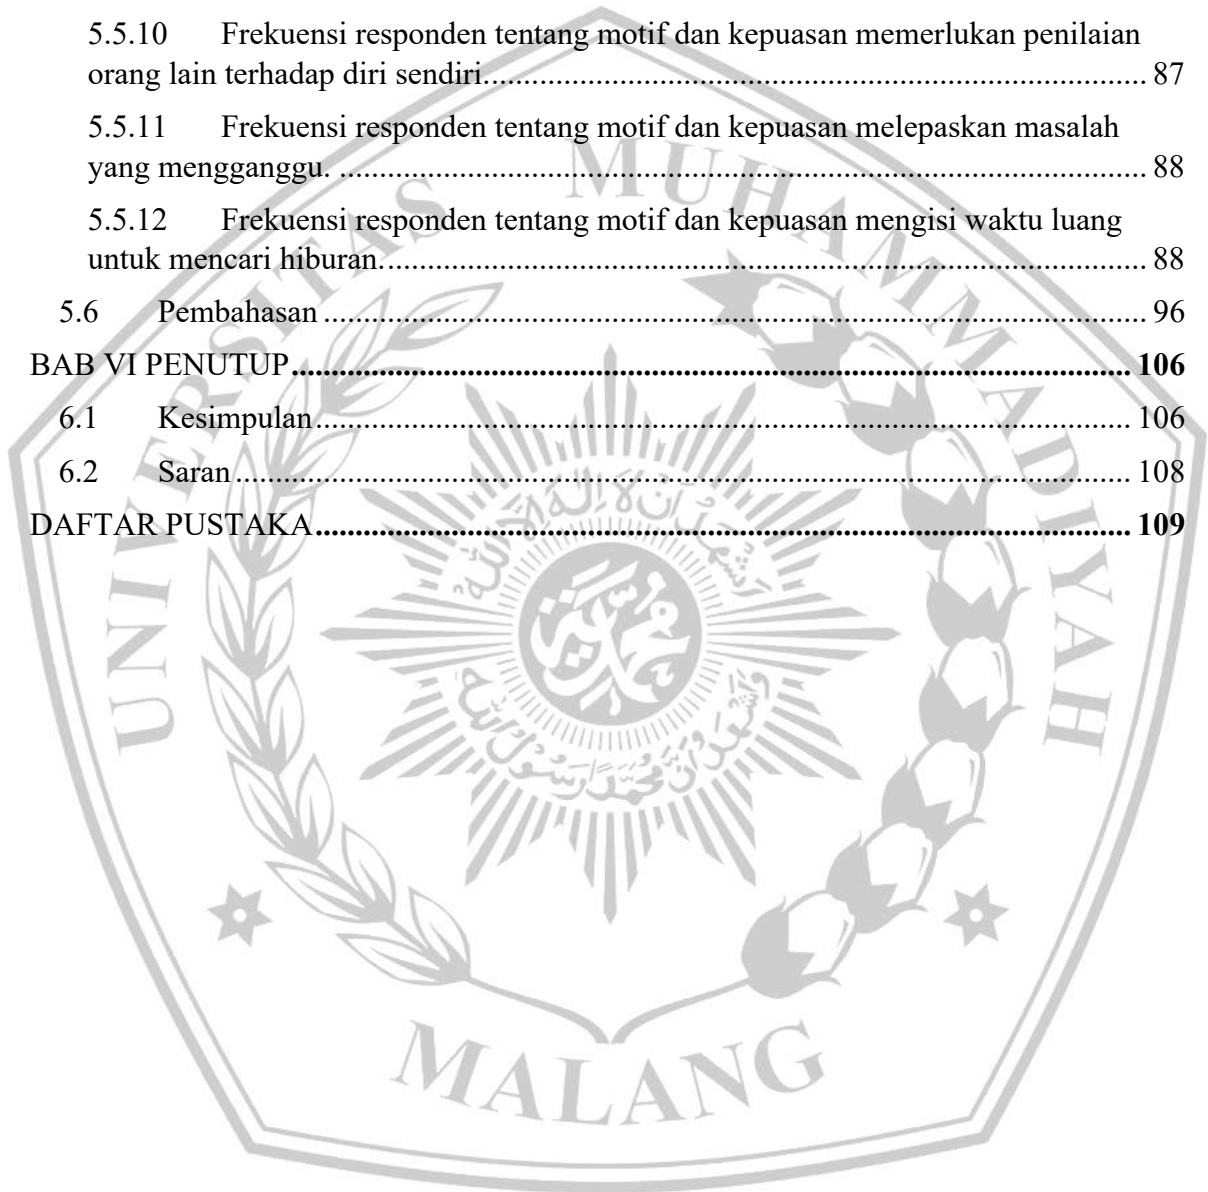 5.5.10 Frekuensi responden tentang motif dan kepuasan memerlukan penilaian
orang lain terhadap diri sendiri. 87
5.5.11 Frekuensi responden tentang motif dan kepuasan melepaskan masalah
yang mengganggu. 88
5.5.12 Frekuensi responden tentang motif dan kepuasan mengisi waktu luang
untuk mencari hiburan. 88
5.6 Pembahasan 96
BAB VI PENUTUP 106
6.1 Kesimpulan 106
6.2 Saran 108
DAFTAR PUSTAKA 109
UNIVERSITAS MUHAMMADIYAH
MALANG